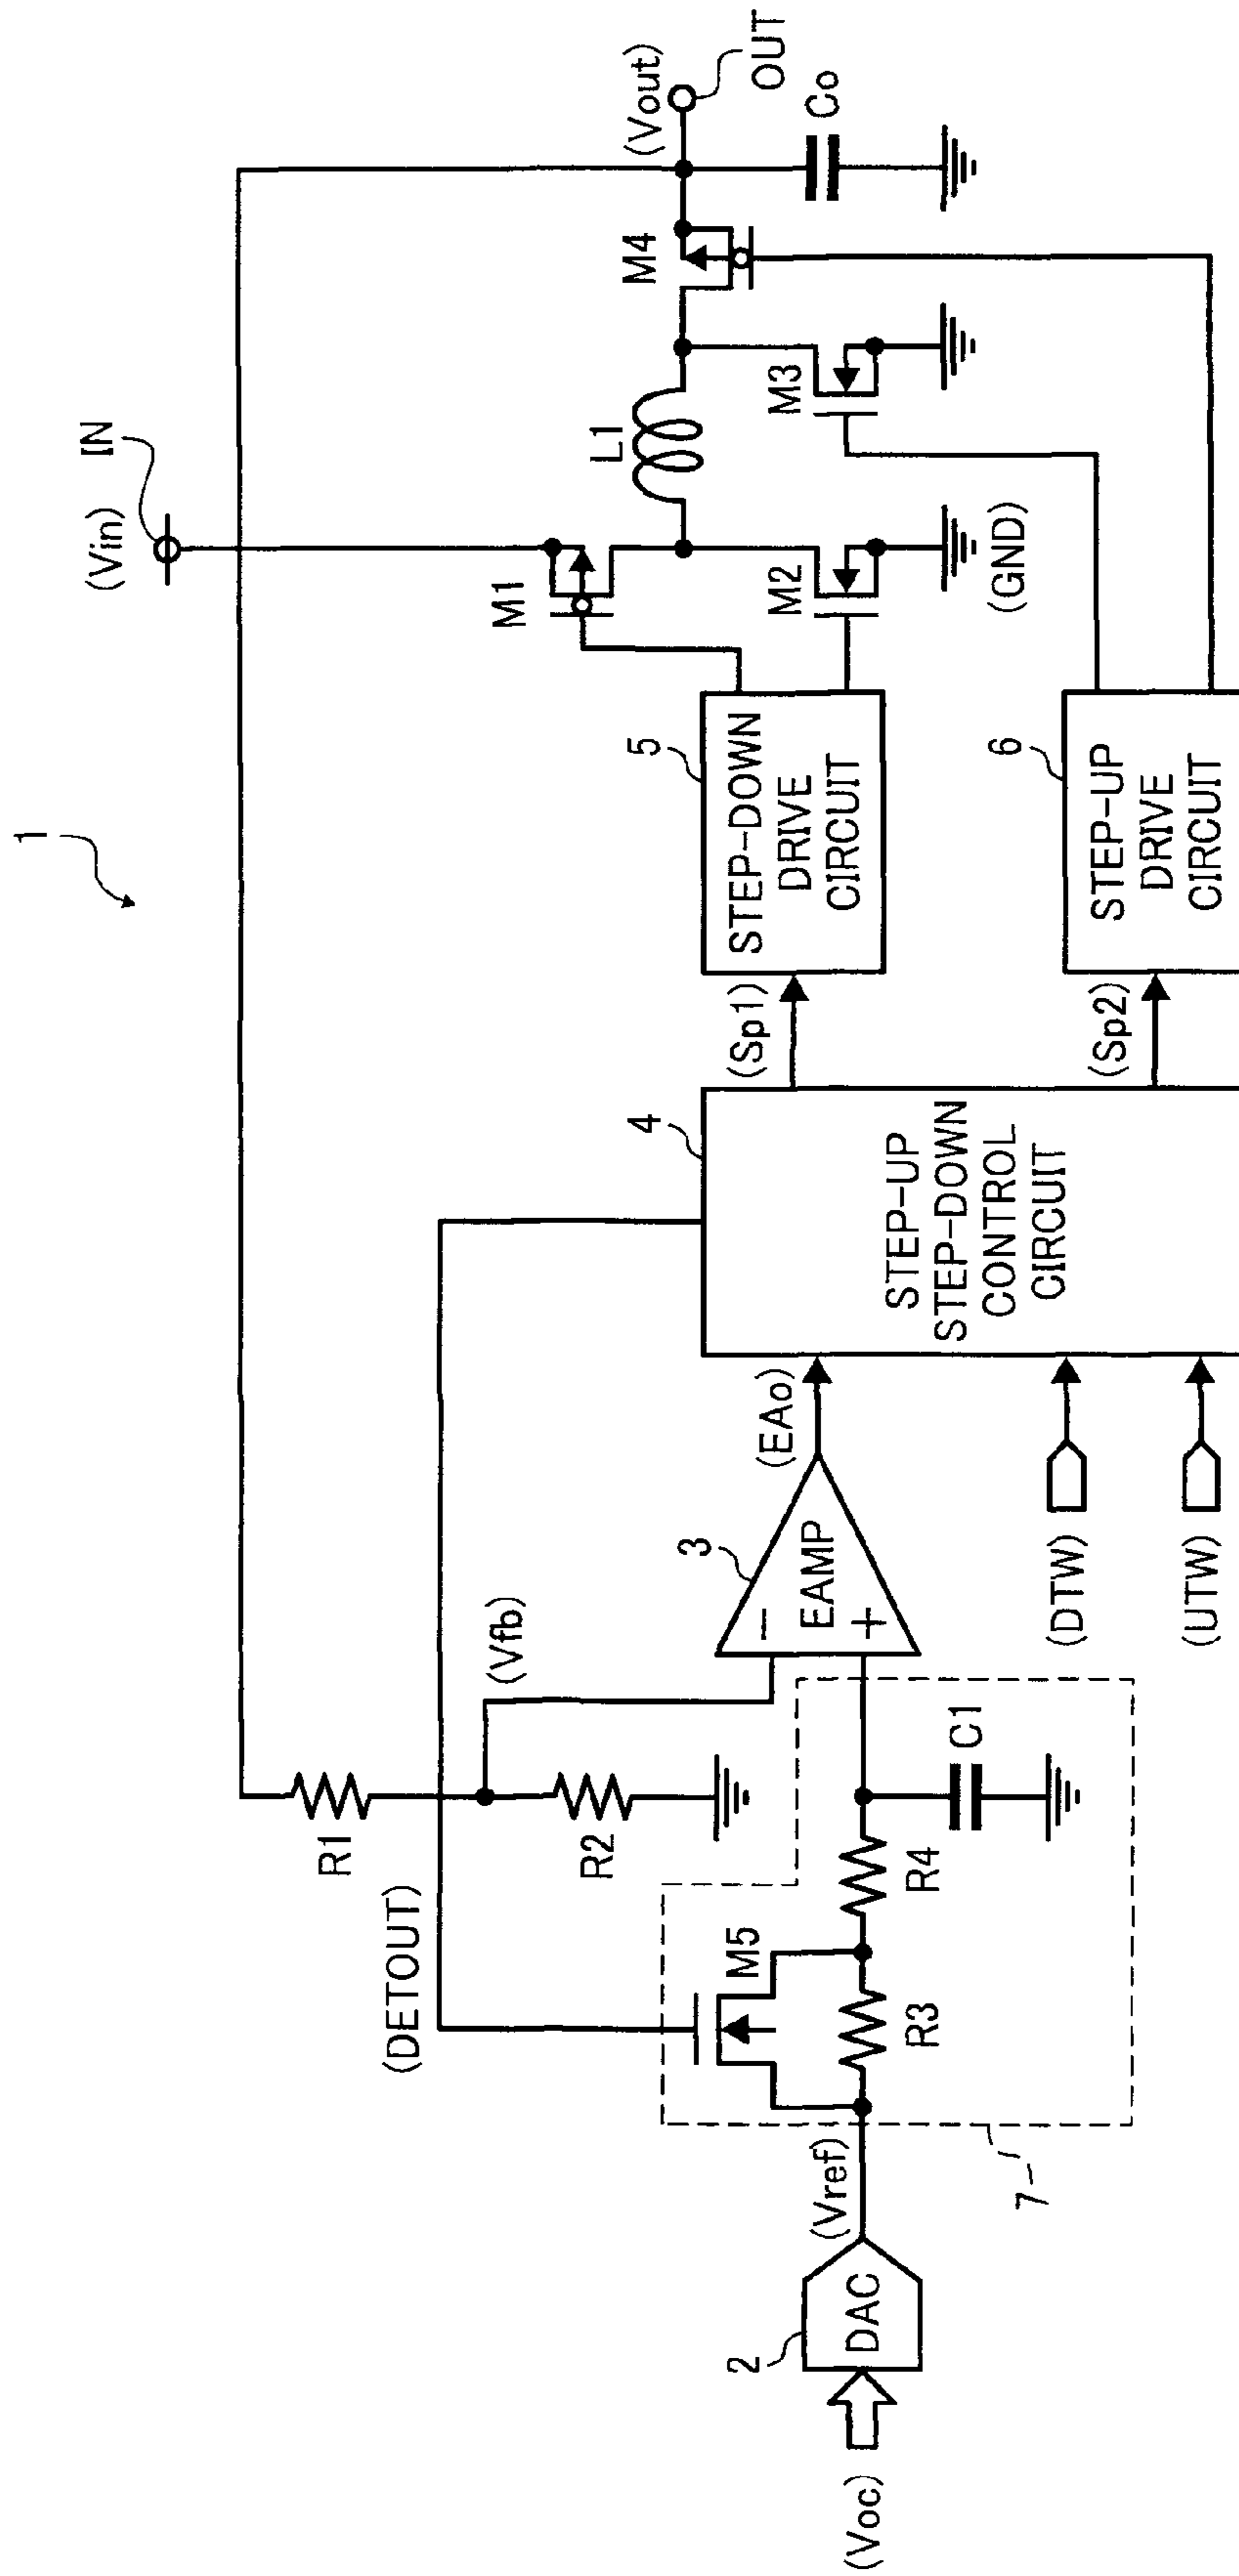 1
(Vin)
IN
(Vout)
OUT
Co
M4
L1
M3
M1
M2
(GND)
5
STEP-DOWN
DRIVE
CIRCUIT
6
STEP-UP
DRIVE
CIRCUIT
(Sp1)
(Sp2)
4
STEP-UP
STEP-DOWN
CONTROL
CIRCUIT
(EAo)
(DTW)
(UTW)
3
EAMP
−
+
(Vfb)
R1
R2
(DETOUT)
M5
R3
R4
C1
7
(Vref)
2
DAC
(Voc)